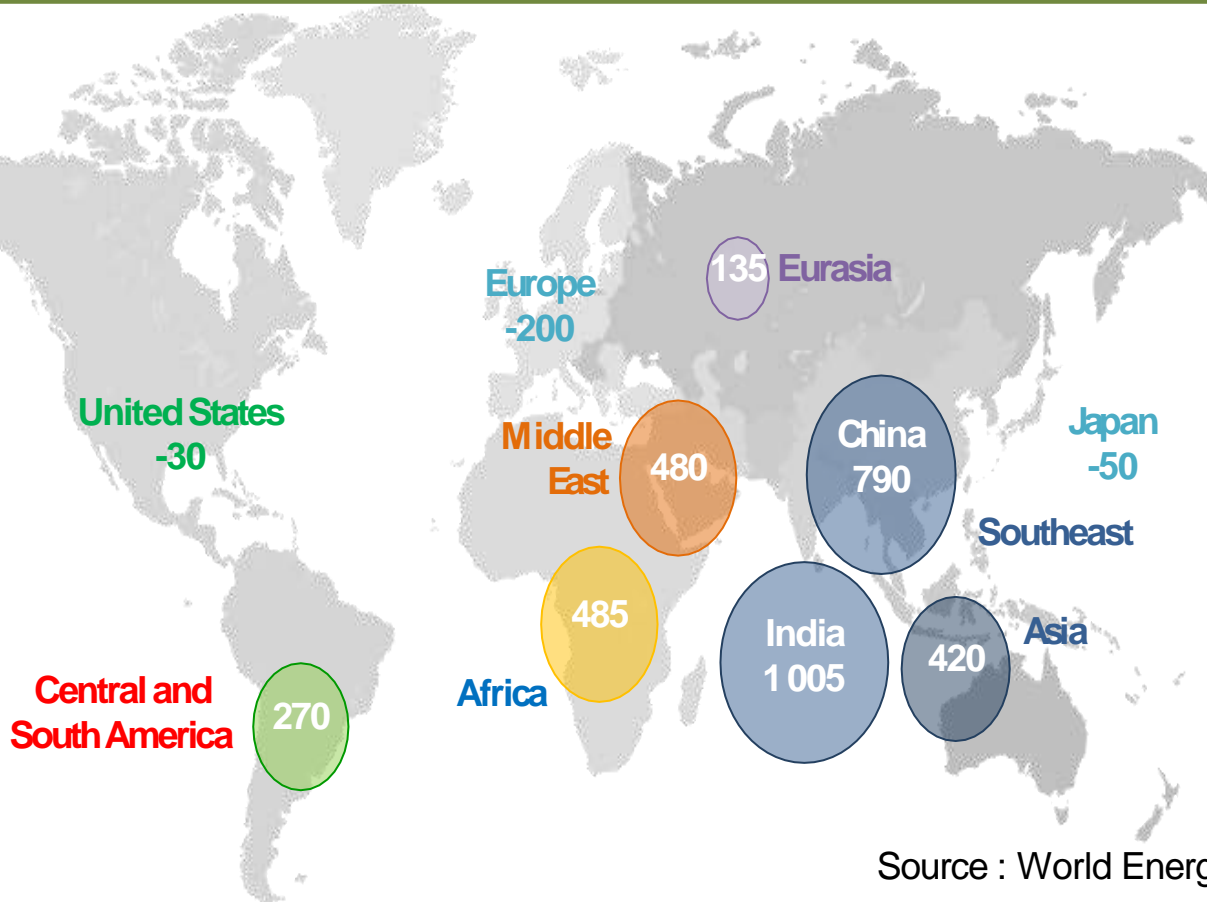 135 Eurasia
Europe
-200
United States
-30
Middle
East
480
China
790
Japan
-50
Southeast
Asia
420
485
Africa
India
1 005
Central and
South America
270
Source : World Energ